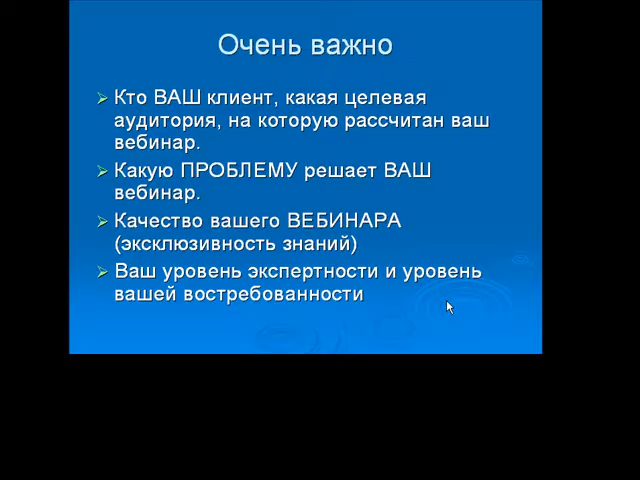 Очень важно
Кто ВАШ клиент, какая целевая
аудитория, на которую рассчитан ваш
вебинар.
Какую ПРОБЛЕМУ решает ВАШ
вебинар.
Качество вашего ВЕБИНАРА
(эксклюзивность знаний)
Ваш уровень экспертности и уровень
вашей востребованности